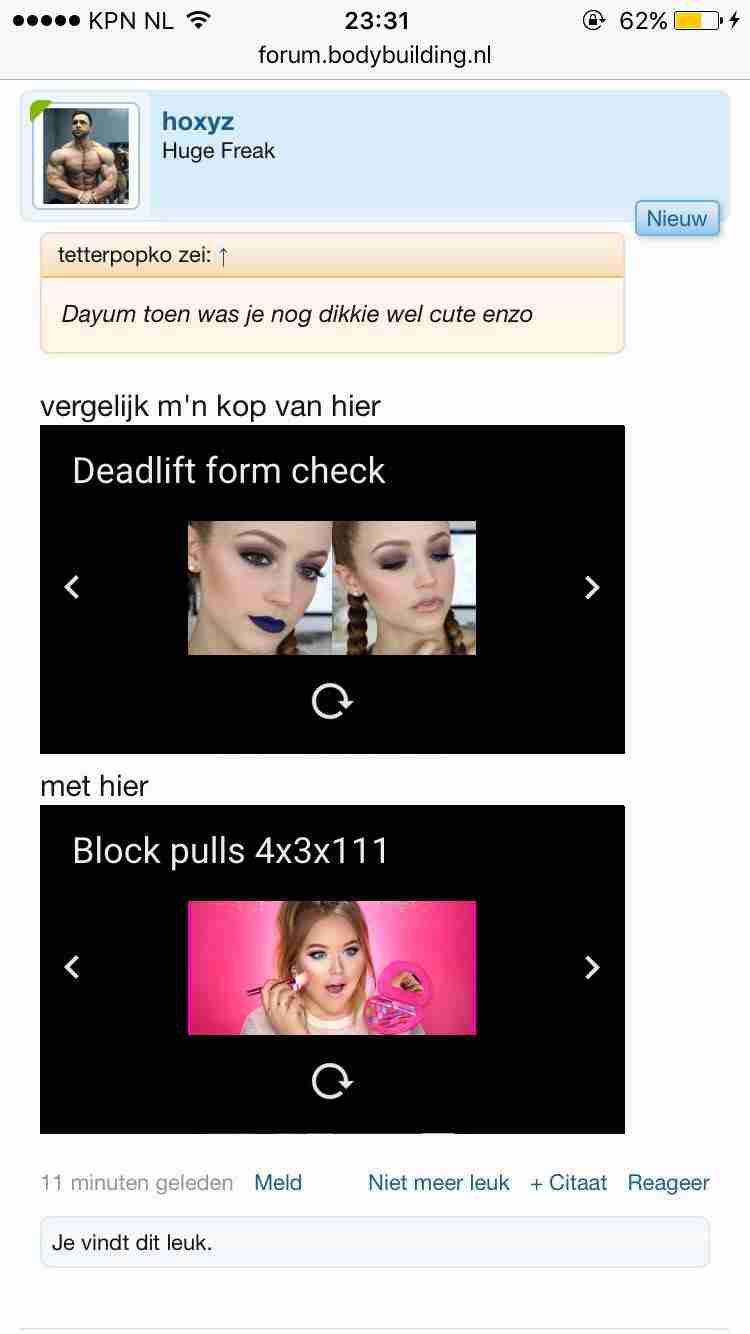 KPN NL 23:31 62%
forum.bodybuilding.nl
hoxyz
Huge Freak
Nieuw
tetterpopko zei: ↑
Dayum toen was je nog dikkie wel cute enzo
vergelijk m'n kop van hier
Deadlift form check
met hier
Block pulls 4x3x111
11 minuten geleden Meld Niet meer leuk + Citaat Reageer
Je vindt dit leuk.